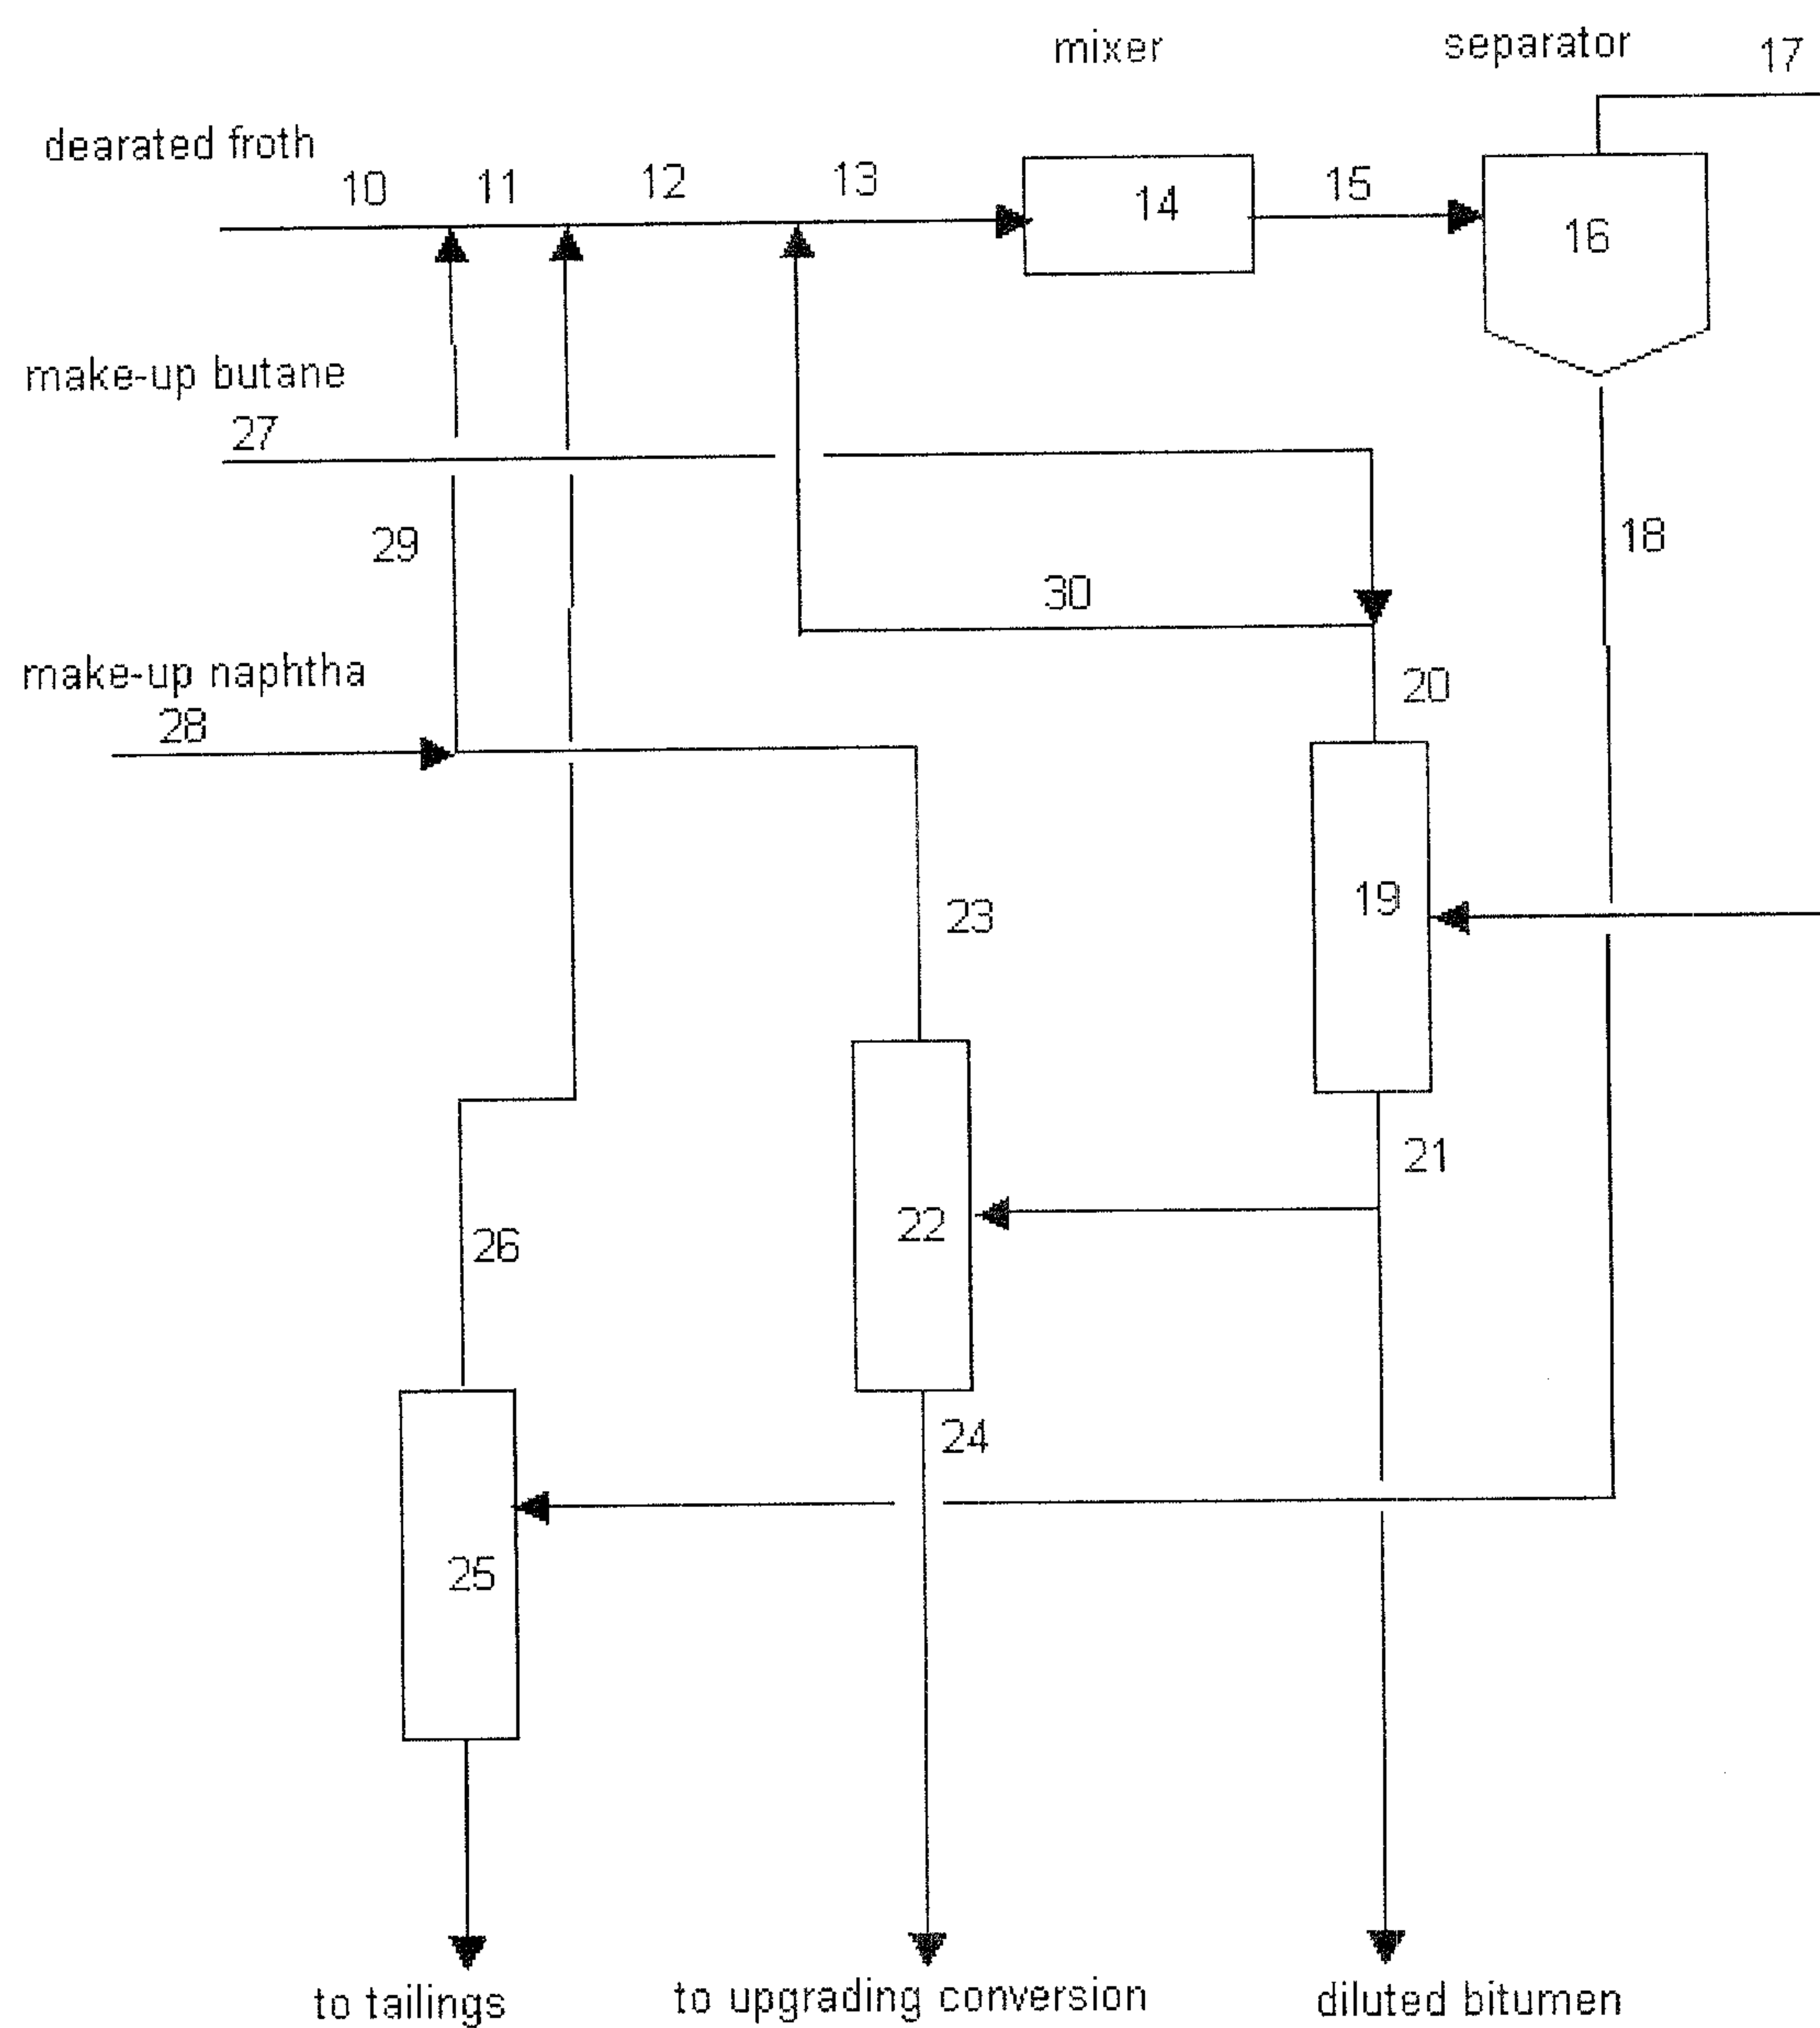 mixer
separator
17
dearated froth
10
11
12
13
14
15
16
make-up butane
27
29
18
30
make-up naphtha
28
20
19
23
21
22
26
24
25
to tailings
to upgrading conversion
diluted bitumen